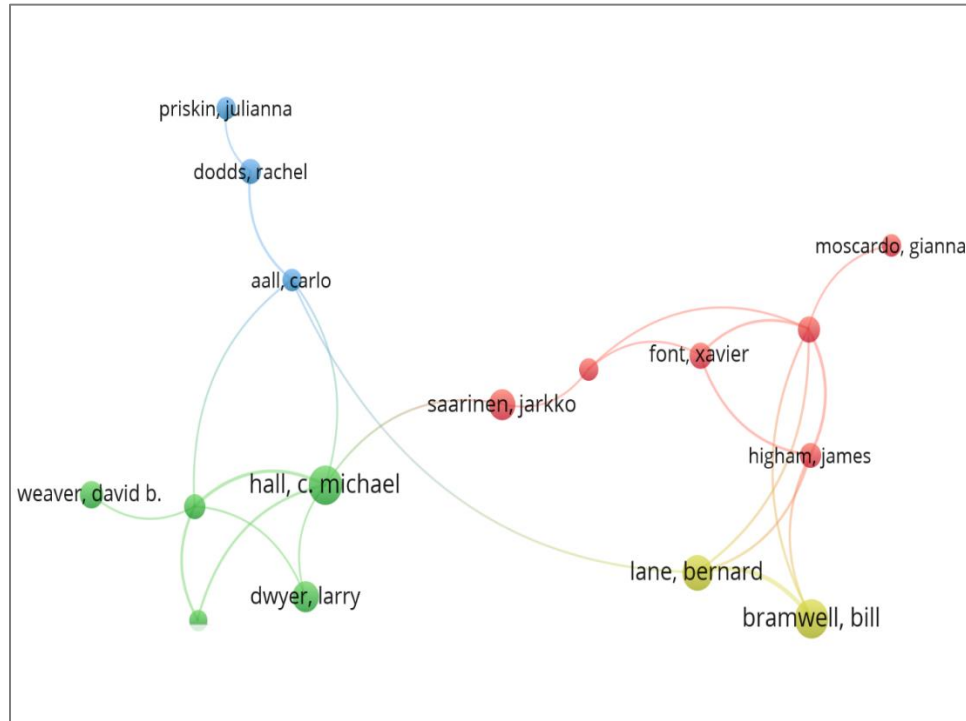 priskin, julianna
dodds, rachel
moscardo, gianna
aall, carlo
font, xavier
saarinen, jarkko
higham, james
hall, c. michael
weaver, david b.
lane, bernard
dwyer, larry
bramwell, bill